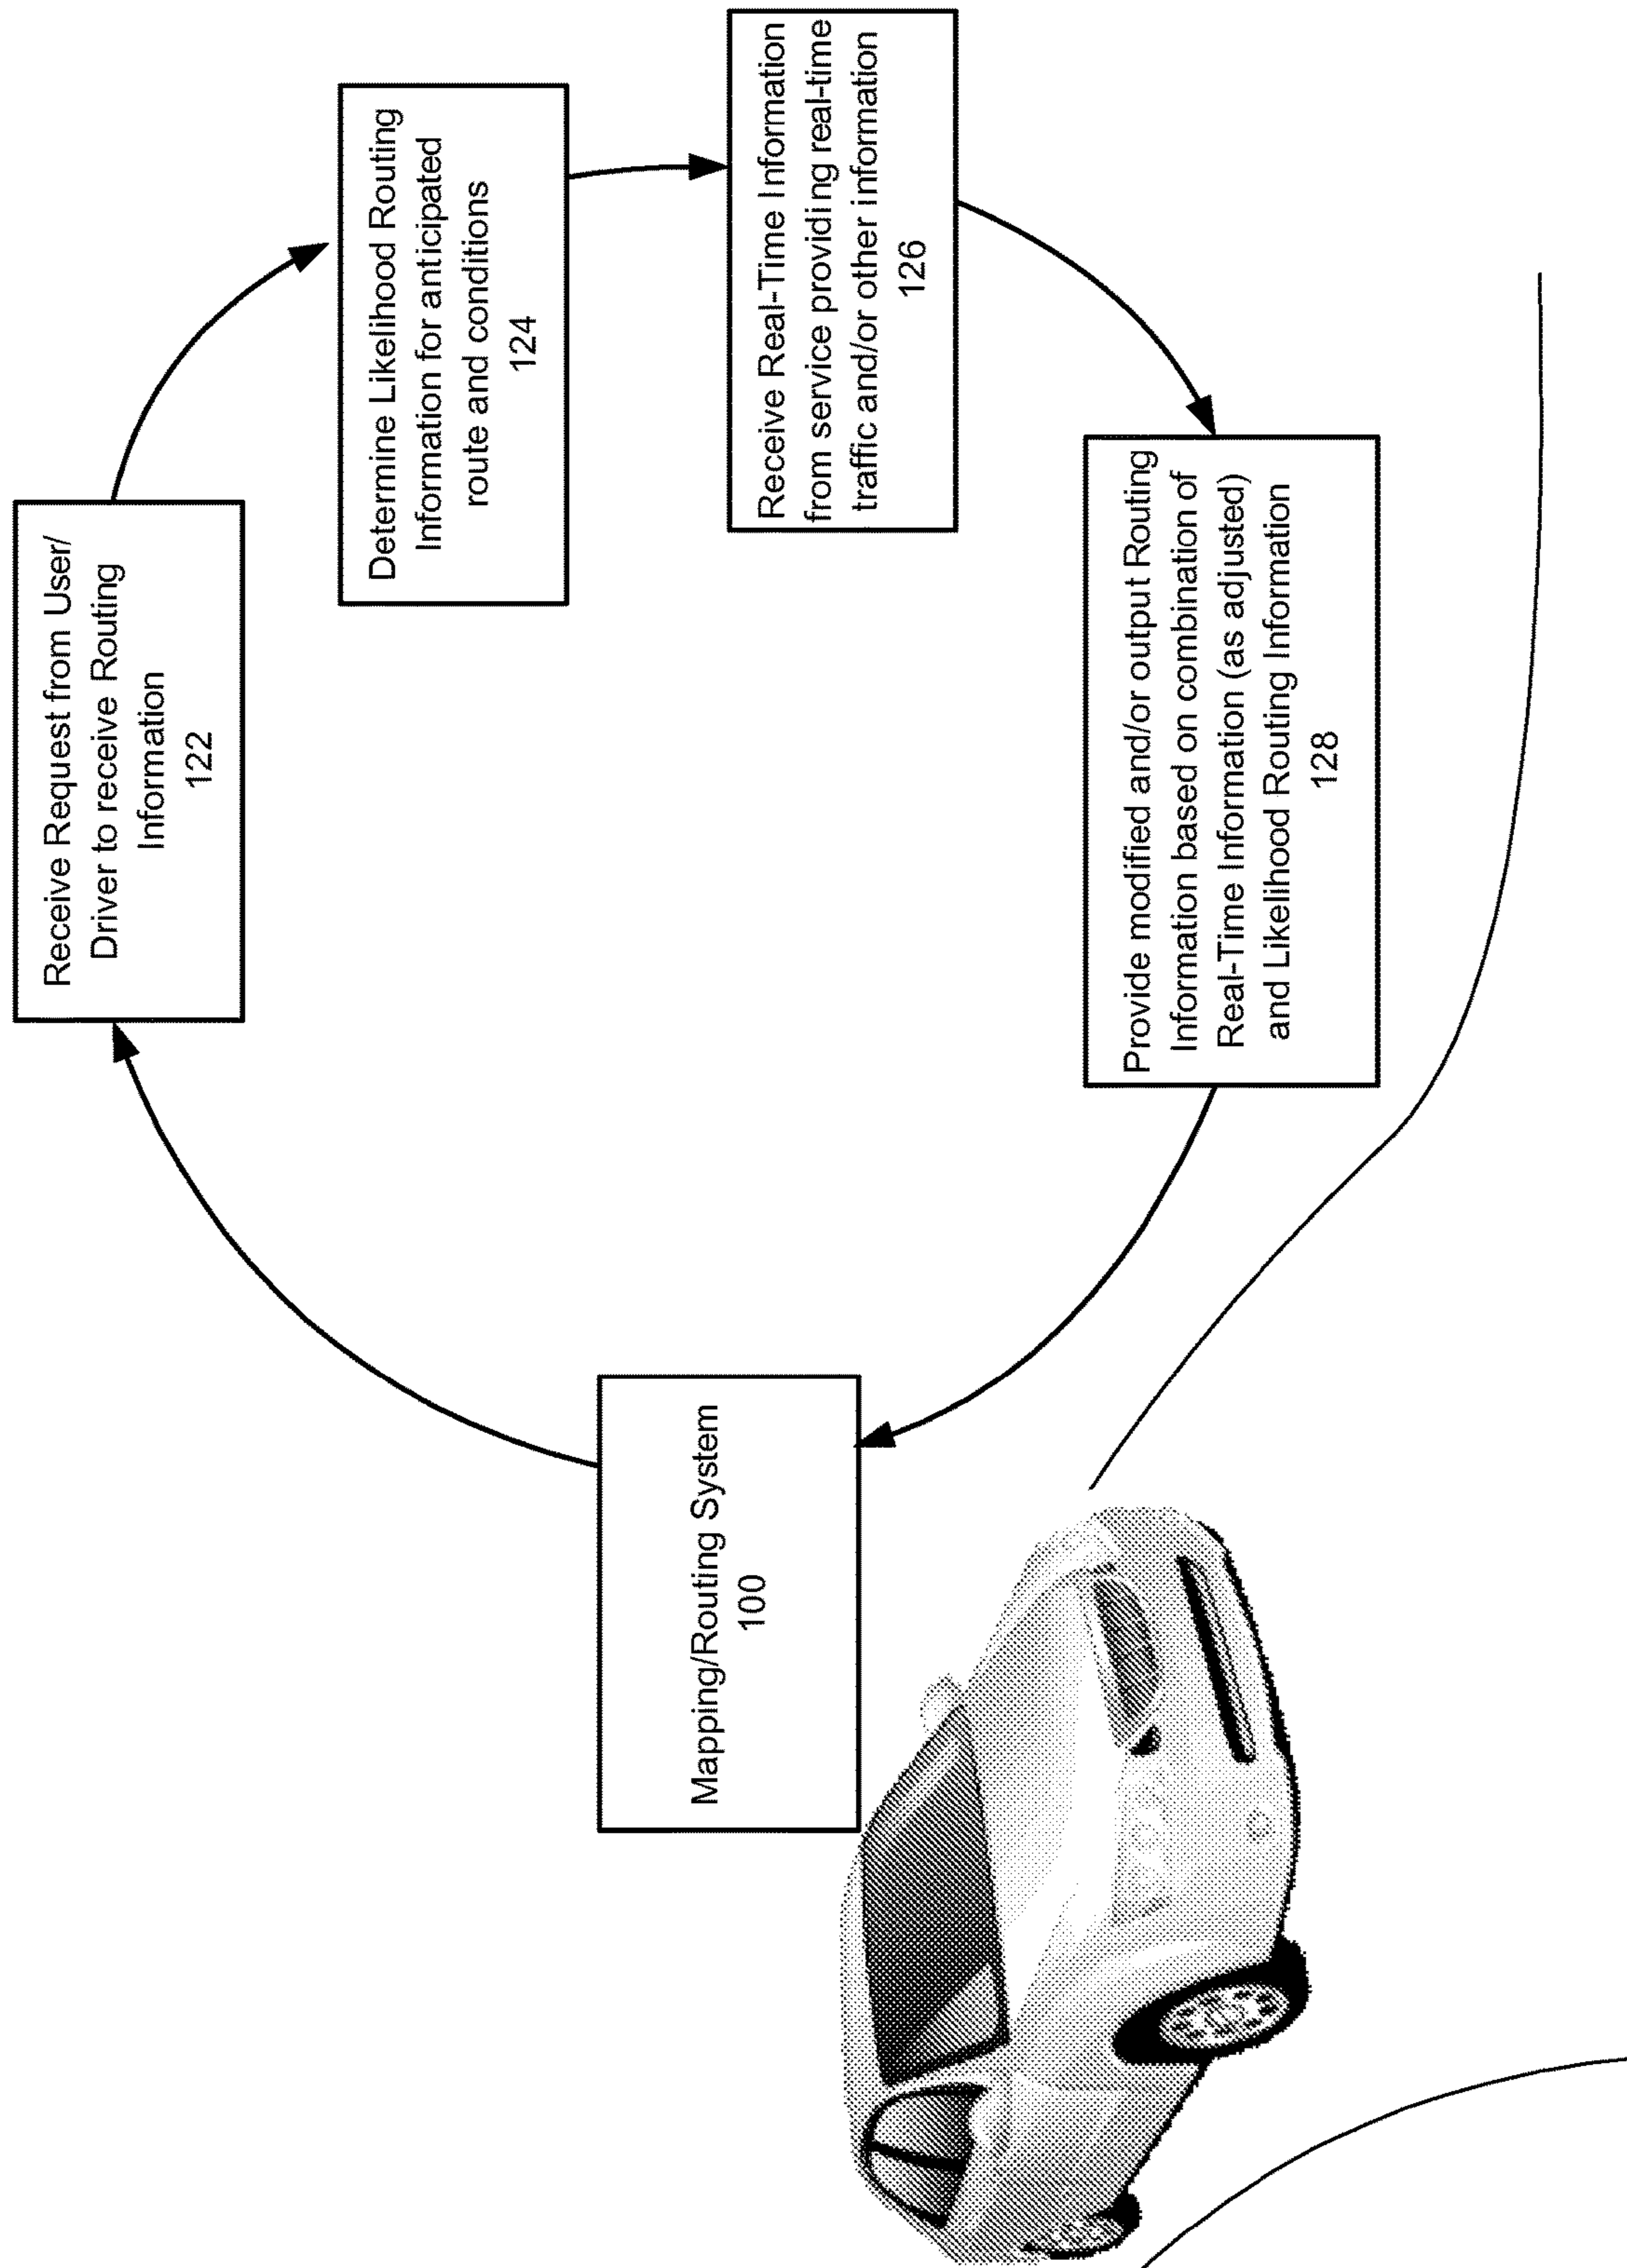 Receive Request from User/
Driver to receive Routing
Information
122
Determine Likelihood Routing
Information for anticipated
route and conditions
124
Receive Real-Time Information
from service providing real-time
traffic and/or other information
126
Provide modified and/or output Routing
Information based on combination of
Real-Time Information (as adjusted)
and Likelihood Routing Information
128
Mapping/Routing System
100